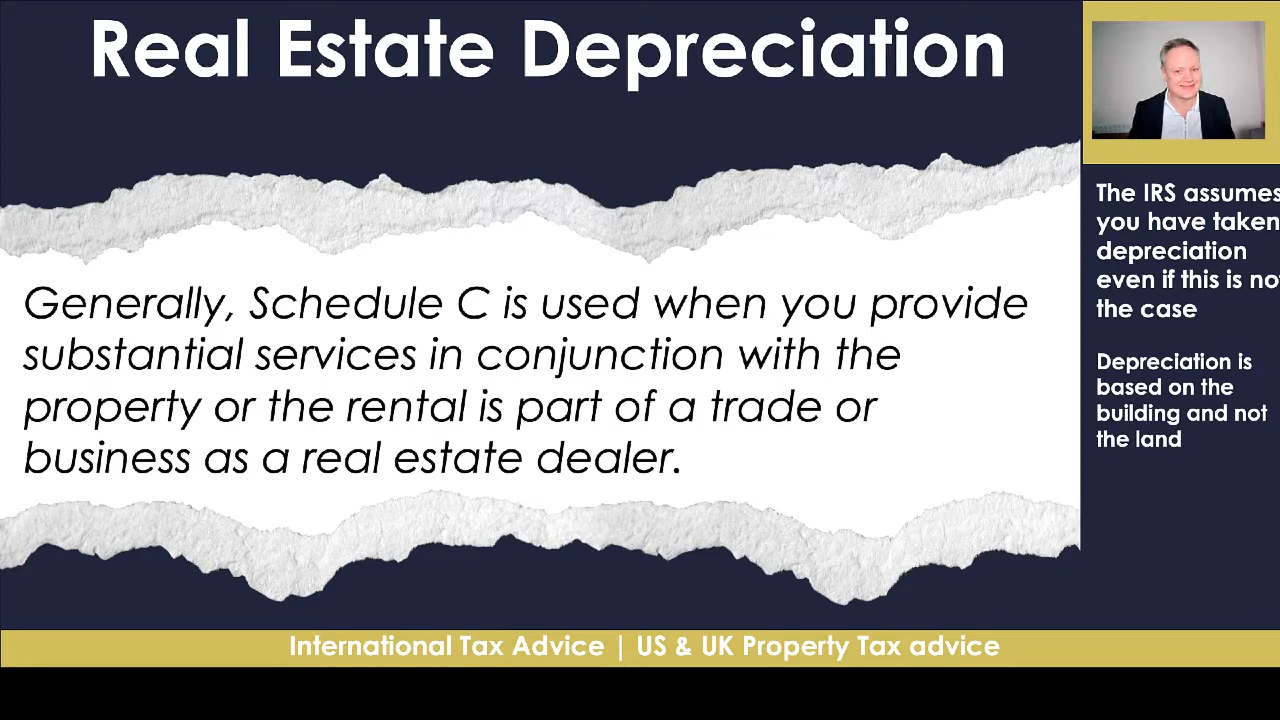 Real Estate Depreciation
Generally, Schedule C is used when you provide
substantial services in conjunction with the
property or the rental is part of a trade or
business as a real estate dealer.
The IRS assumes
you have taken
depreciation
even if this is no
the case
Depreciation is
based on the
building and not
the land
International Tax Advice | US & UK Property Tax advice